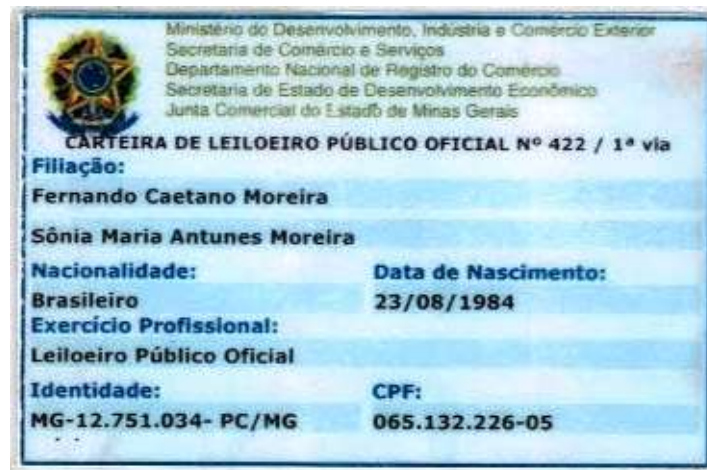 Ministério do Desenvolvimento, Indústria e Comércio Exterior
Secretaria de Comércio e Serviços
Departamento Nacional de Registro do Comércio
Secretaria de Estado de Desenvolvimento Econômico
Junta Comercial do Estado de Minas Gerais
CARTEIRA DE LEILOEIRO PÚBLICO OFICIAL Nº 422 / 1ª via
Filiação:
Fernando Caetano Moreira
Sônia Maria Antunes Moreira
Nacionalidade: Data de Nascimento:
Brasileiro 23/08/1984
Exercício Profissional:
Leiloeiro Público Oficial
Identidade: CPF:
MG-12.751.034- PC/MG 065.132.226-05